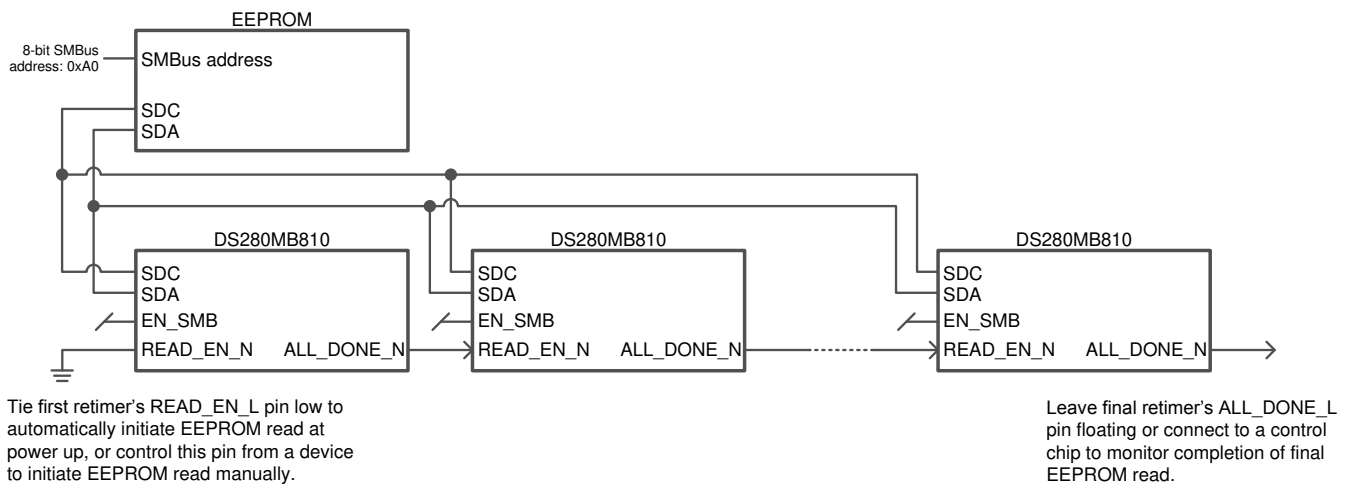 EEPROM
8-bit SMBus
address: 0xA0
SMBus address
SDC
SDA
DS280MB810
SDC
SDA
EN_SMB
READ_EN_N ALL_DONE_N
DS280MB810
SDC
SDA
EN_SMB
READ_EN_N ALL_DONE_N
DS280MB810
SDC
SDA
EN_SMB
READ_EN_N ALL_DONE_N
Tie first retimer's READ_EN_L pin low to
automatically initiate EEPROM read at
power up, or control this pin from a device
to initiate EEPROM read manually.
Leave final retimer's ALL_DONE_L
pin floating or connect to a control
chip to monitor completion of final
EEPROM read.